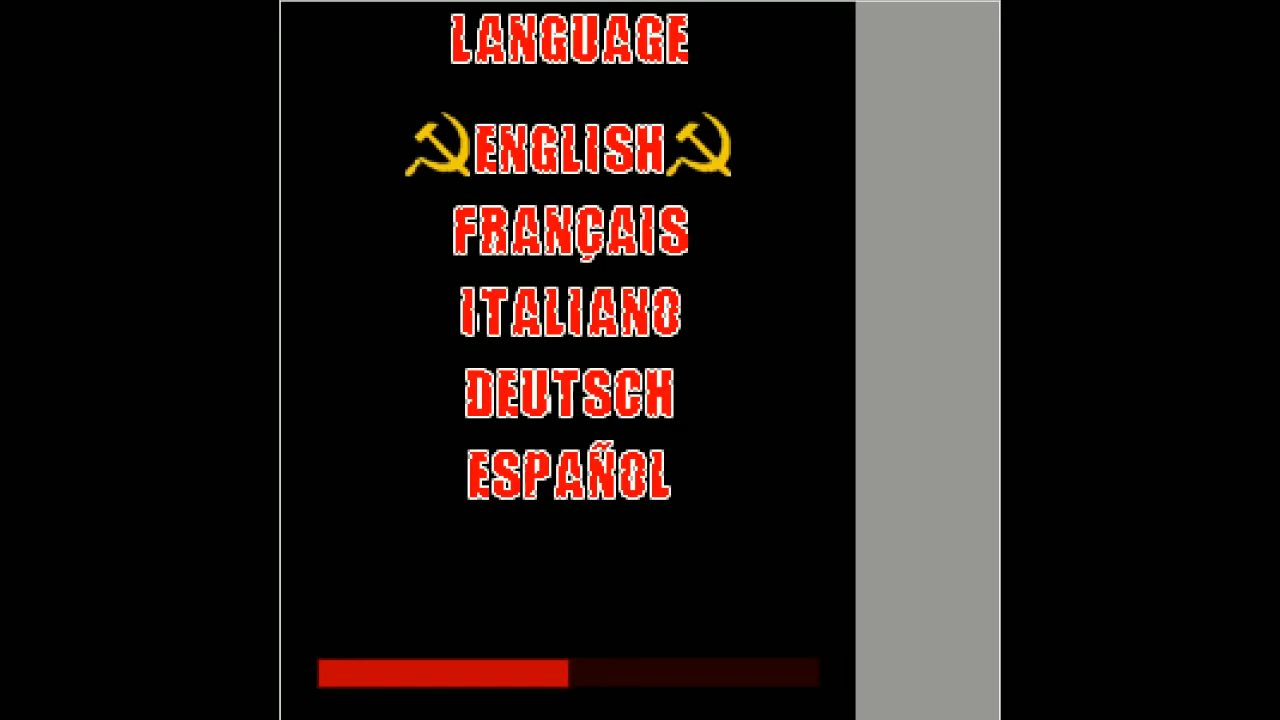 LANGUAGE
ENGLISH
FRANÇAIS
ITALIANO
DEUTSCH
ESPAÑOL